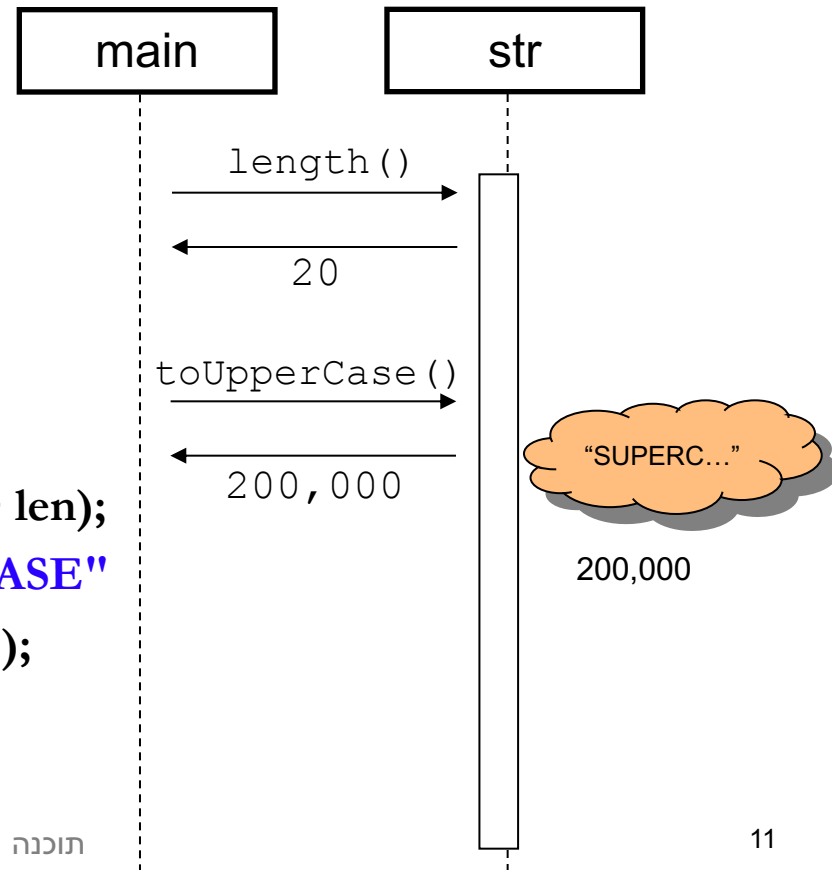 main
str
length()
20
toUpperCase()
“SUPERC…”
200,000
len);
200,000
ASE"
);
תוכנה
11